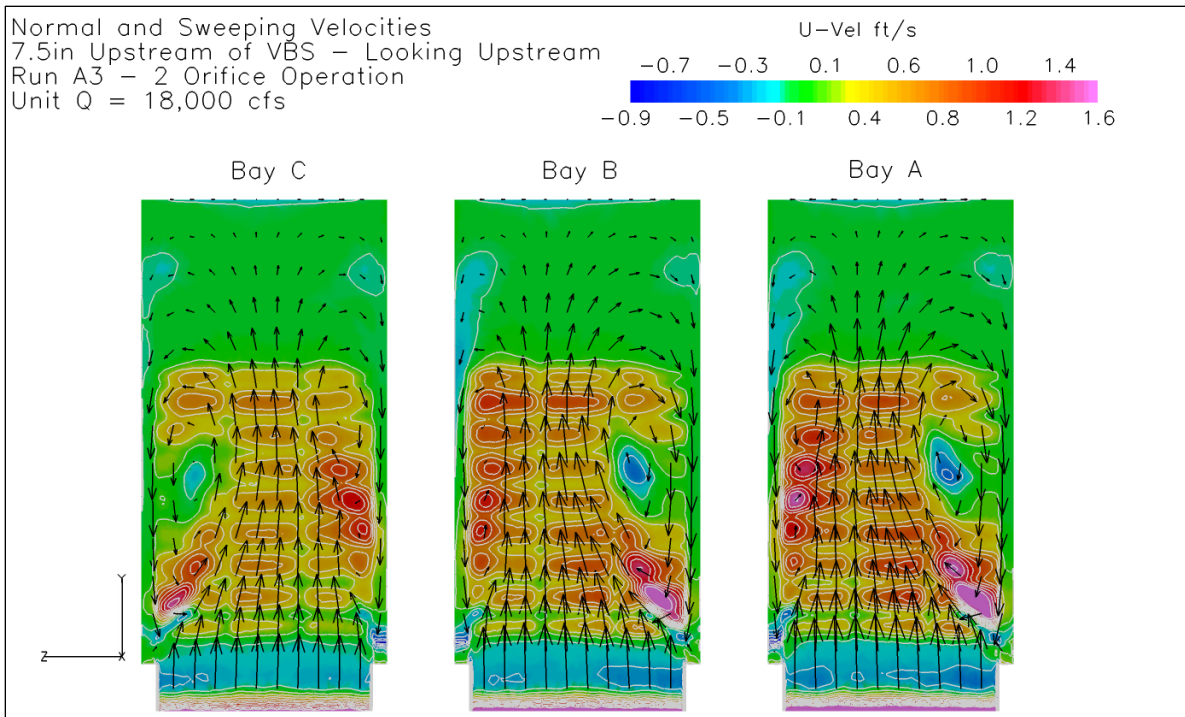 Normal and Sweeping Velocities
7.5in Upstream of VBS – Looking Upstream
Run A3 – 2 Orifice Operation
Unit Q = 18,000 cfs
U-Vel ft/s
-0.7 -0.3 0.1 0.6 1.0 1.4
-0.9 -0.5 -0.1 0.4 0.8 1.2 1.6
Bay C Bay B Bay A
Y
Z X